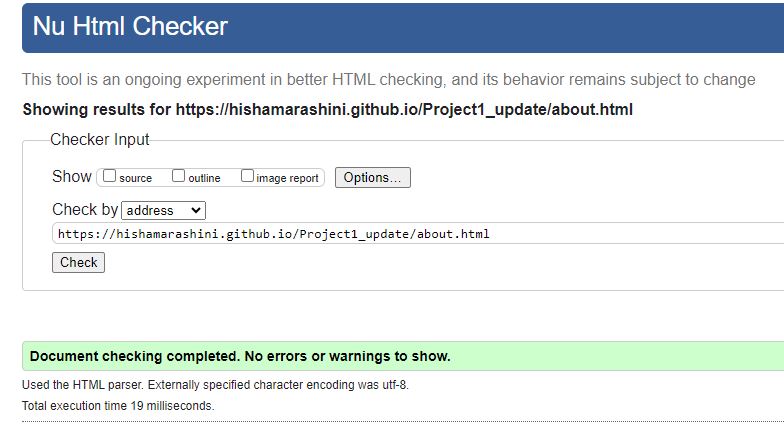 Nu Html Checker
This tool is an ongoing experiment in better HTML checking, and its behavior remains subject to change
Showing results for https://hishamarashini.github.io/Project1_update/about.html
Checker Input
Show source outline image report Options...
Check by address
https://hishamarashini.github.io/Project1_update/about.html
Check
Document checking completed. No errors or warnings to show.
Used the HTML parser. Externally specified character encoding was utf-8.
Total execution time 19 milliseconds.